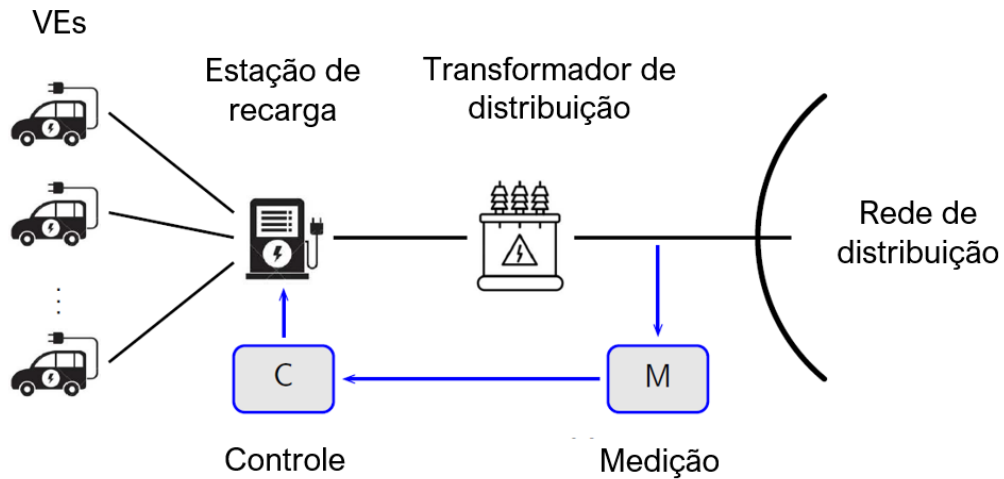 VEs
Estação de
recarga
Transformador de
distribuição
Rede de
distribuição
C
M
Controle
Medição